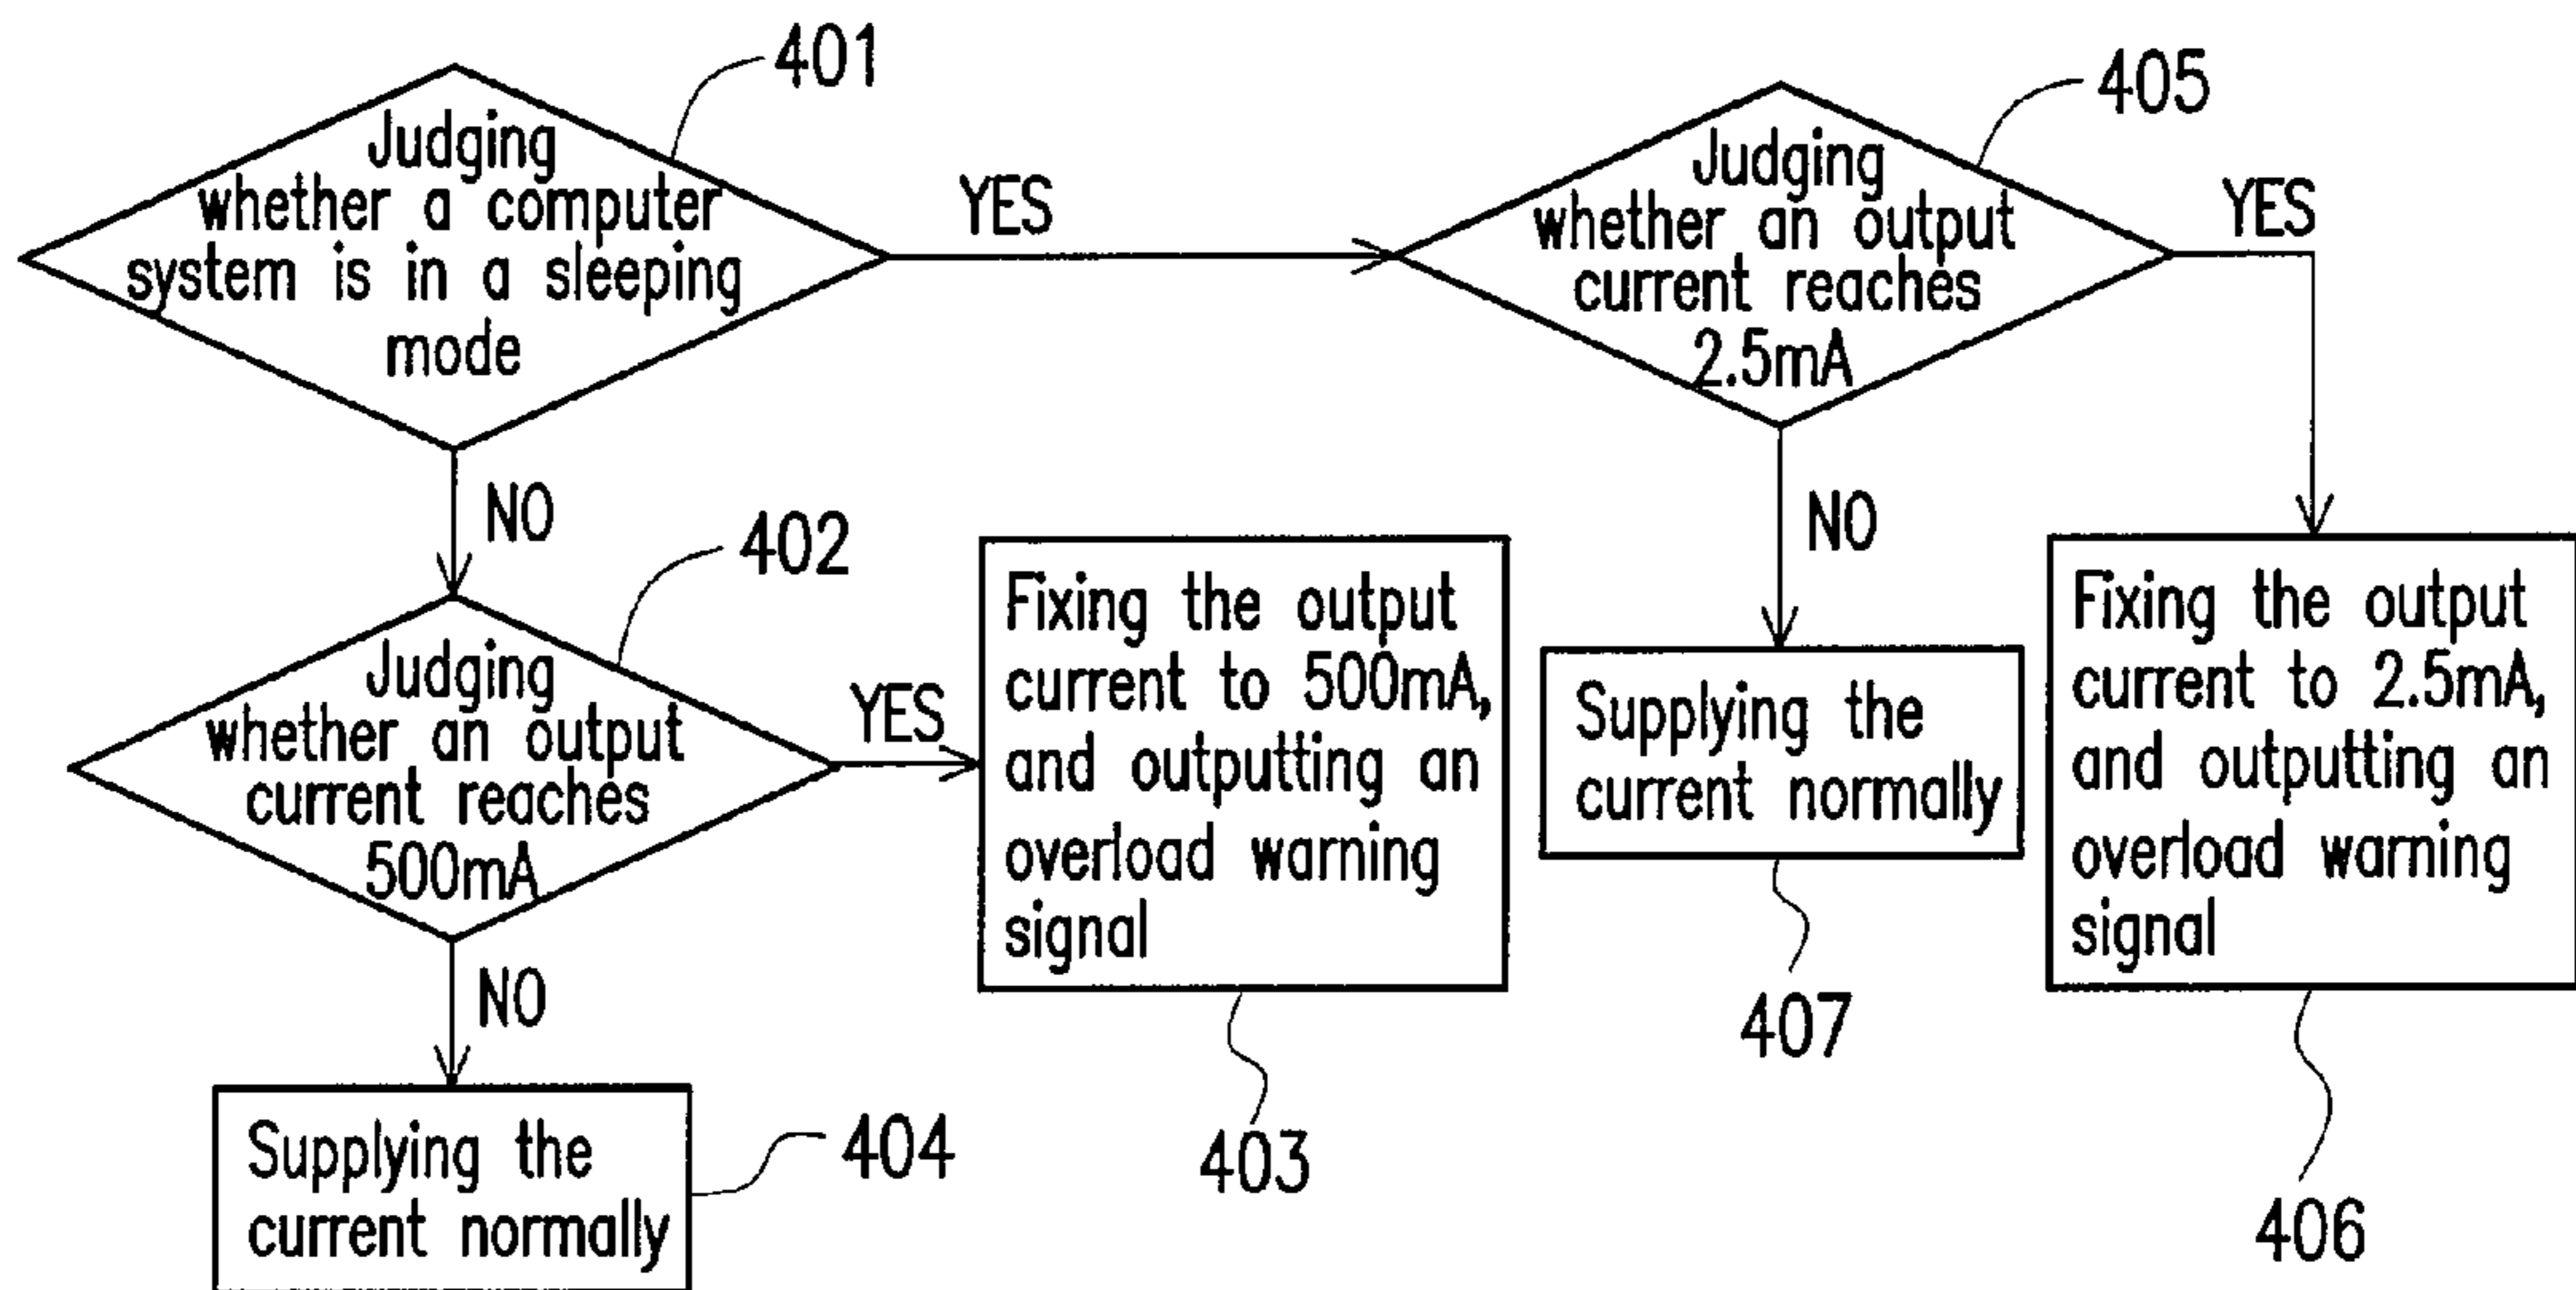 401
Judging
whether a computer
system is in a sleeping
mode
YES
405
Judging
whether an output
current reaches
2.5mA
YES
NO
402
Judging
whether an output
current reaches
500mA
YES
Fixing the output
current to 500mA,
and outputting an
overload warning
signal
403
NO
Supplying the
current normally
407
Fixing the output
current to 2.5mA,
and outputting an
overload warning
signal
406
NO
Supplying the
current normally
404